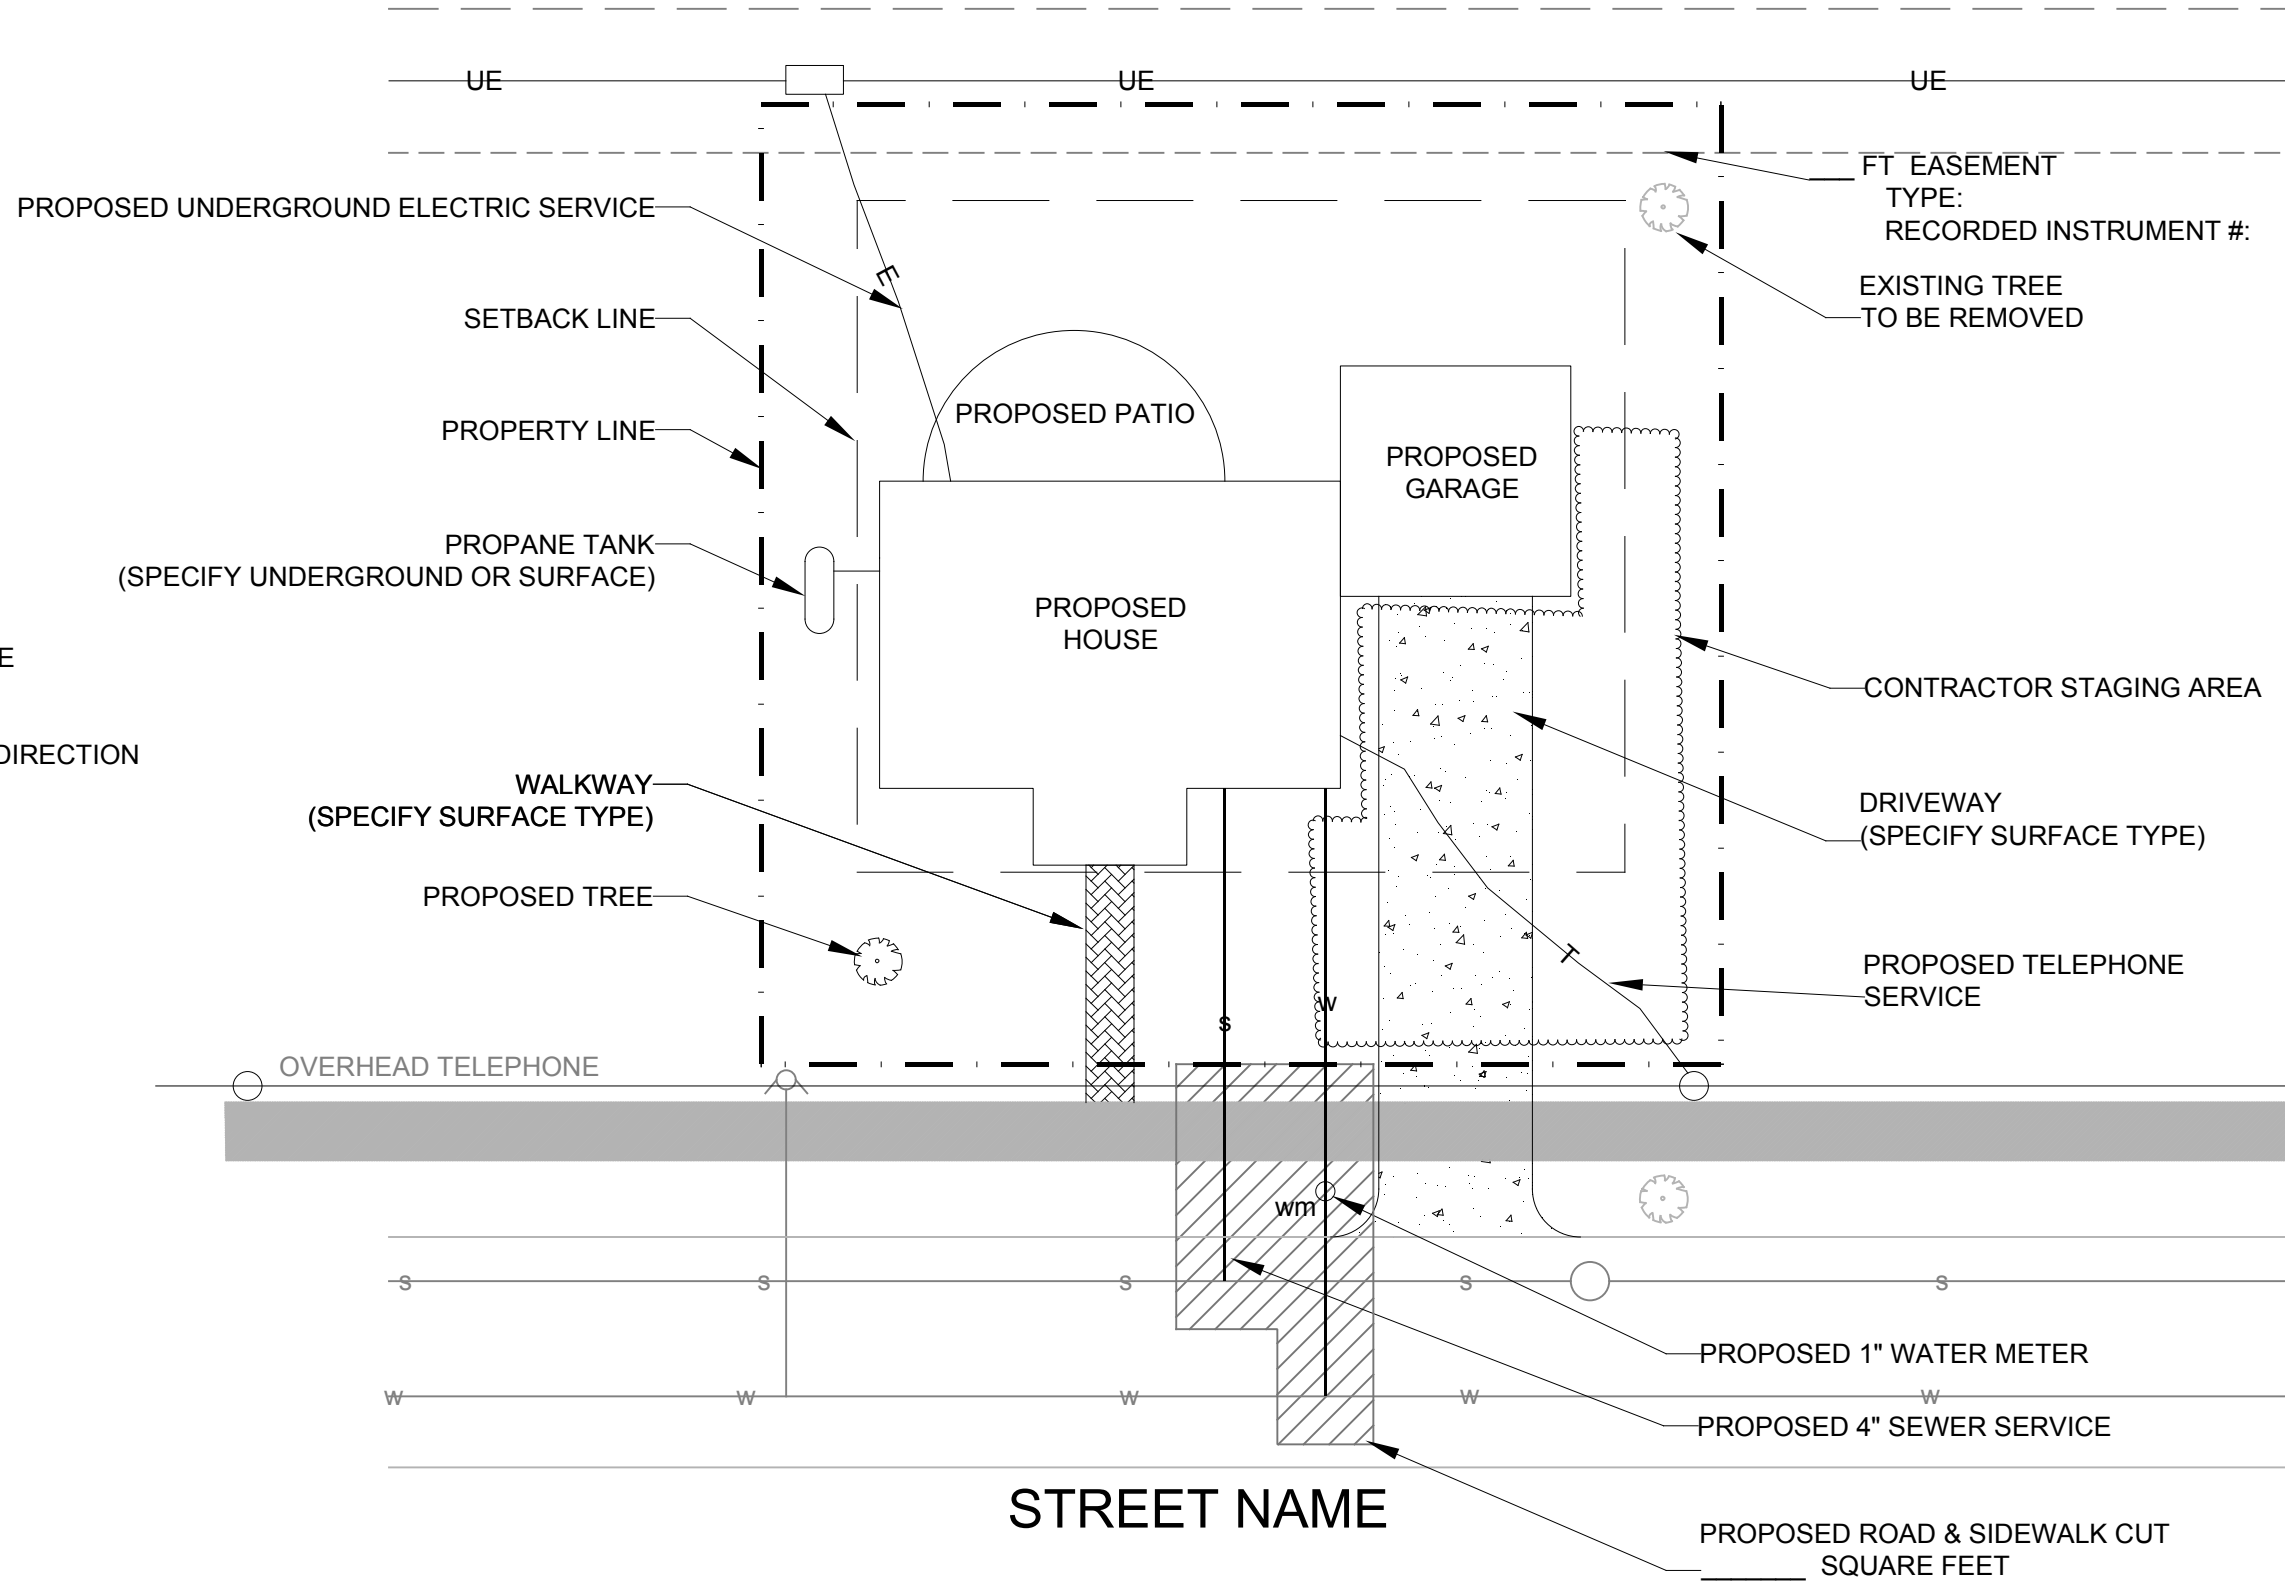 UE UE UE
___ FT EASEMENT
TYPE:
RECORDED INSTRUMENT #:
PROPOSED UNDERGROUND ELECTRIC SERVICE
E
EXISTING TREE
TO BE REMOVED
SETBACK LINE
PROPOSED PATIO
PROPERTY LINE
PROPOSED
GARAGE
PROPANE TANK
(SPECIFY UNDERGROUND OR SURFACE)
PROPOSED
HOUSE
E
CONTRACTOR STAGING AREA
DIRECTION
WALKWAY
(SPECIFY SURFACE TYPE)
DRIVEWAY
(SPECIFY SURFACE TYPE)
PROPOSED TREE
T
PROPOSED TELEPHONE
SERVICE
W
S
OVERHEAD TELEPHONE
wm
S S S S S
PROPOSED 1" WATER METER
W W W W W
PROPOSED 4" SEWER SERVICE
STREET NAME
PROPOSED ROAD & SIDEWALK CUT
_______ SQUARE FEET